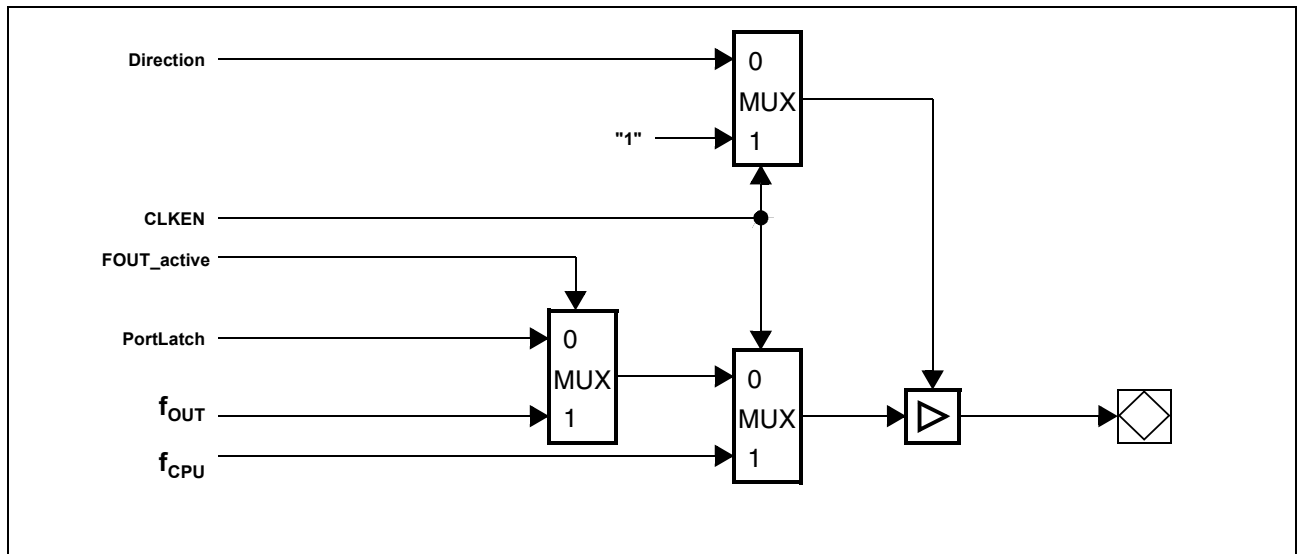 Direction
0
MUX
"1"
1
CLKEN
FOUT_active
PortLatch
0
0
MUX
fOUT
1
MUX
fCPU
1